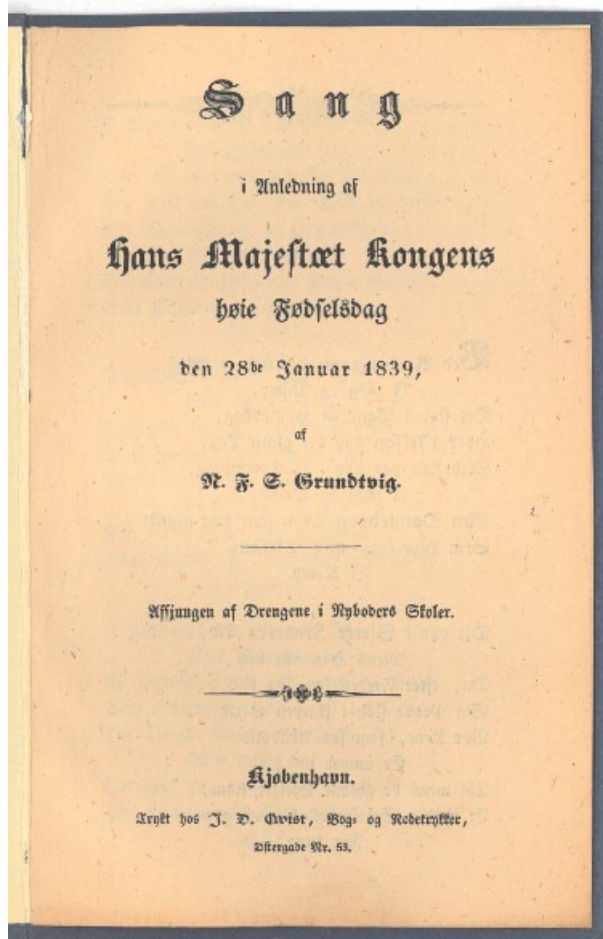 Sang
i Anledning af
Hans Majestæt Kongens
høie Fødselsdag
den 28de Januar 1839,
af
N. F. S. Grundtvig.
Afsjungen af Drengene i Nyboders Skoler.
Kjøbenhavn.
Trykt hos J. D. Qvist, Bog- og Nodetrykker,
Østergade Nr. 53.